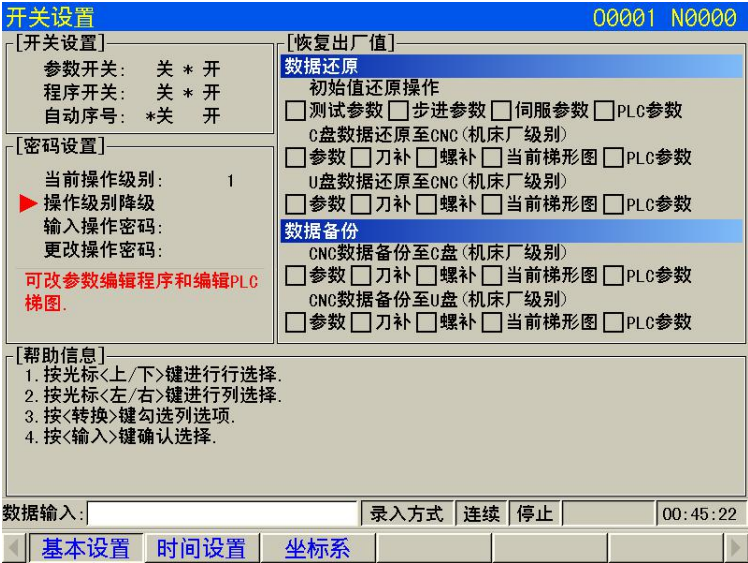 开关设置 O0001 N0000
[开关设置]
参数开关: 关 * 开
程序开关: 关 * 开
自动序号: *关 开
[密码设置]
当前操作级别: 1
操作级别降级
输入操作密码:
更改操作密码:
可改参数编辑程序和编辑PLC
梯图.
[恢复出厂值]
数据还原
初始值还原操作
测试参数 步进参数 伺服参数 PLC参数
C盘数据还原至CNC(机床厂级别)
参数 刀补 螺补 当前梯形图 PLC参数
U盘数据还原至CNC(机床厂级别)
参数 刀补 螺补 当前梯形图 PLC参数
数据备份
CNC数据备份至C盘(机床厂级别)
参数 刀补 螺补 当前梯形图 PLC参数
CNC数据备份至U盘(机床厂级别)
参数 刀补 螺补 当前梯形图 PLC参数
[帮助信息]
1.按光标<上/下>键进行行选择.
2.按光标<左/右>键进行列选择.
3.按<转换>键勾选列选项.
4.按<输入>键确认选择.
数据输入: 录入方式 连续 停止 00:45:22
基本设置 时间设置 坐标系